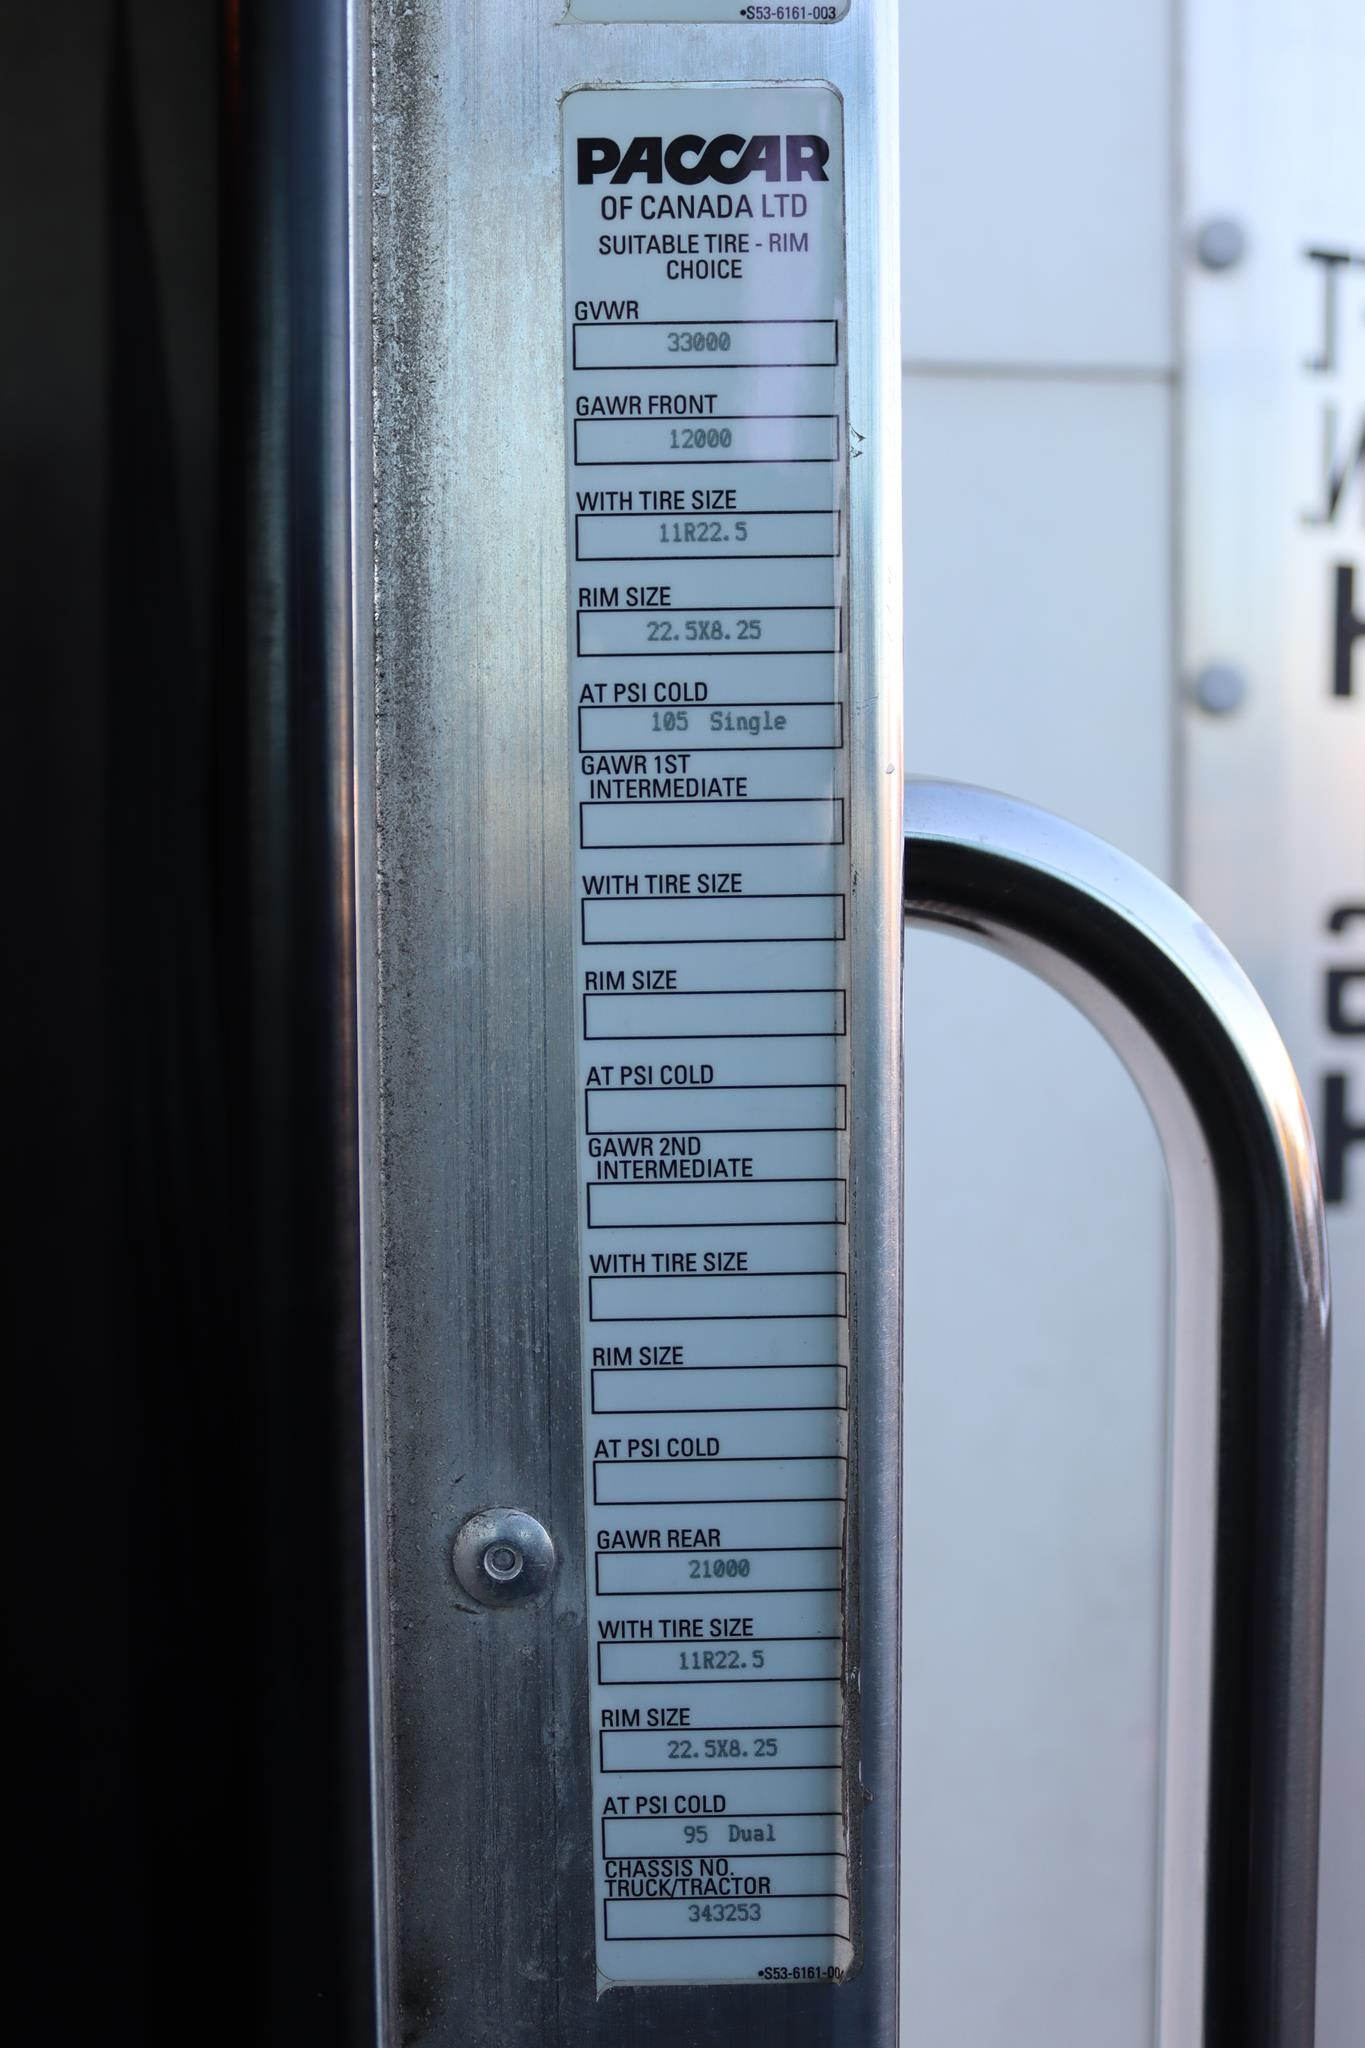 •S53-6161-003
PACCAR
OF CANADA LTD
SUITABLE TIRE - RIM
CHOICE
GVWR
33000
GAWR FRONT
12000
WITH TIRE SIZE
11R22.5
RIM SIZE
22.5X8.25
AT PSI COLD
105 Single
GAWR 1ST
INTERMEDIATE
WITH TIRE SIZE
RIM SIZE
AT PSI COLD
GAWR 2ND
INTERMEDIATE
WITH TIRE SIZE
RIM SIZE
AT PSI COLD
GAWR REAR
21000
WITH TIRE SIZE
11R22.5
RIM SIZE
22.5X8.25
AT PSI COLD
95 Dual
CHASSIS NO.
TRUCK/TRACTOR
343253